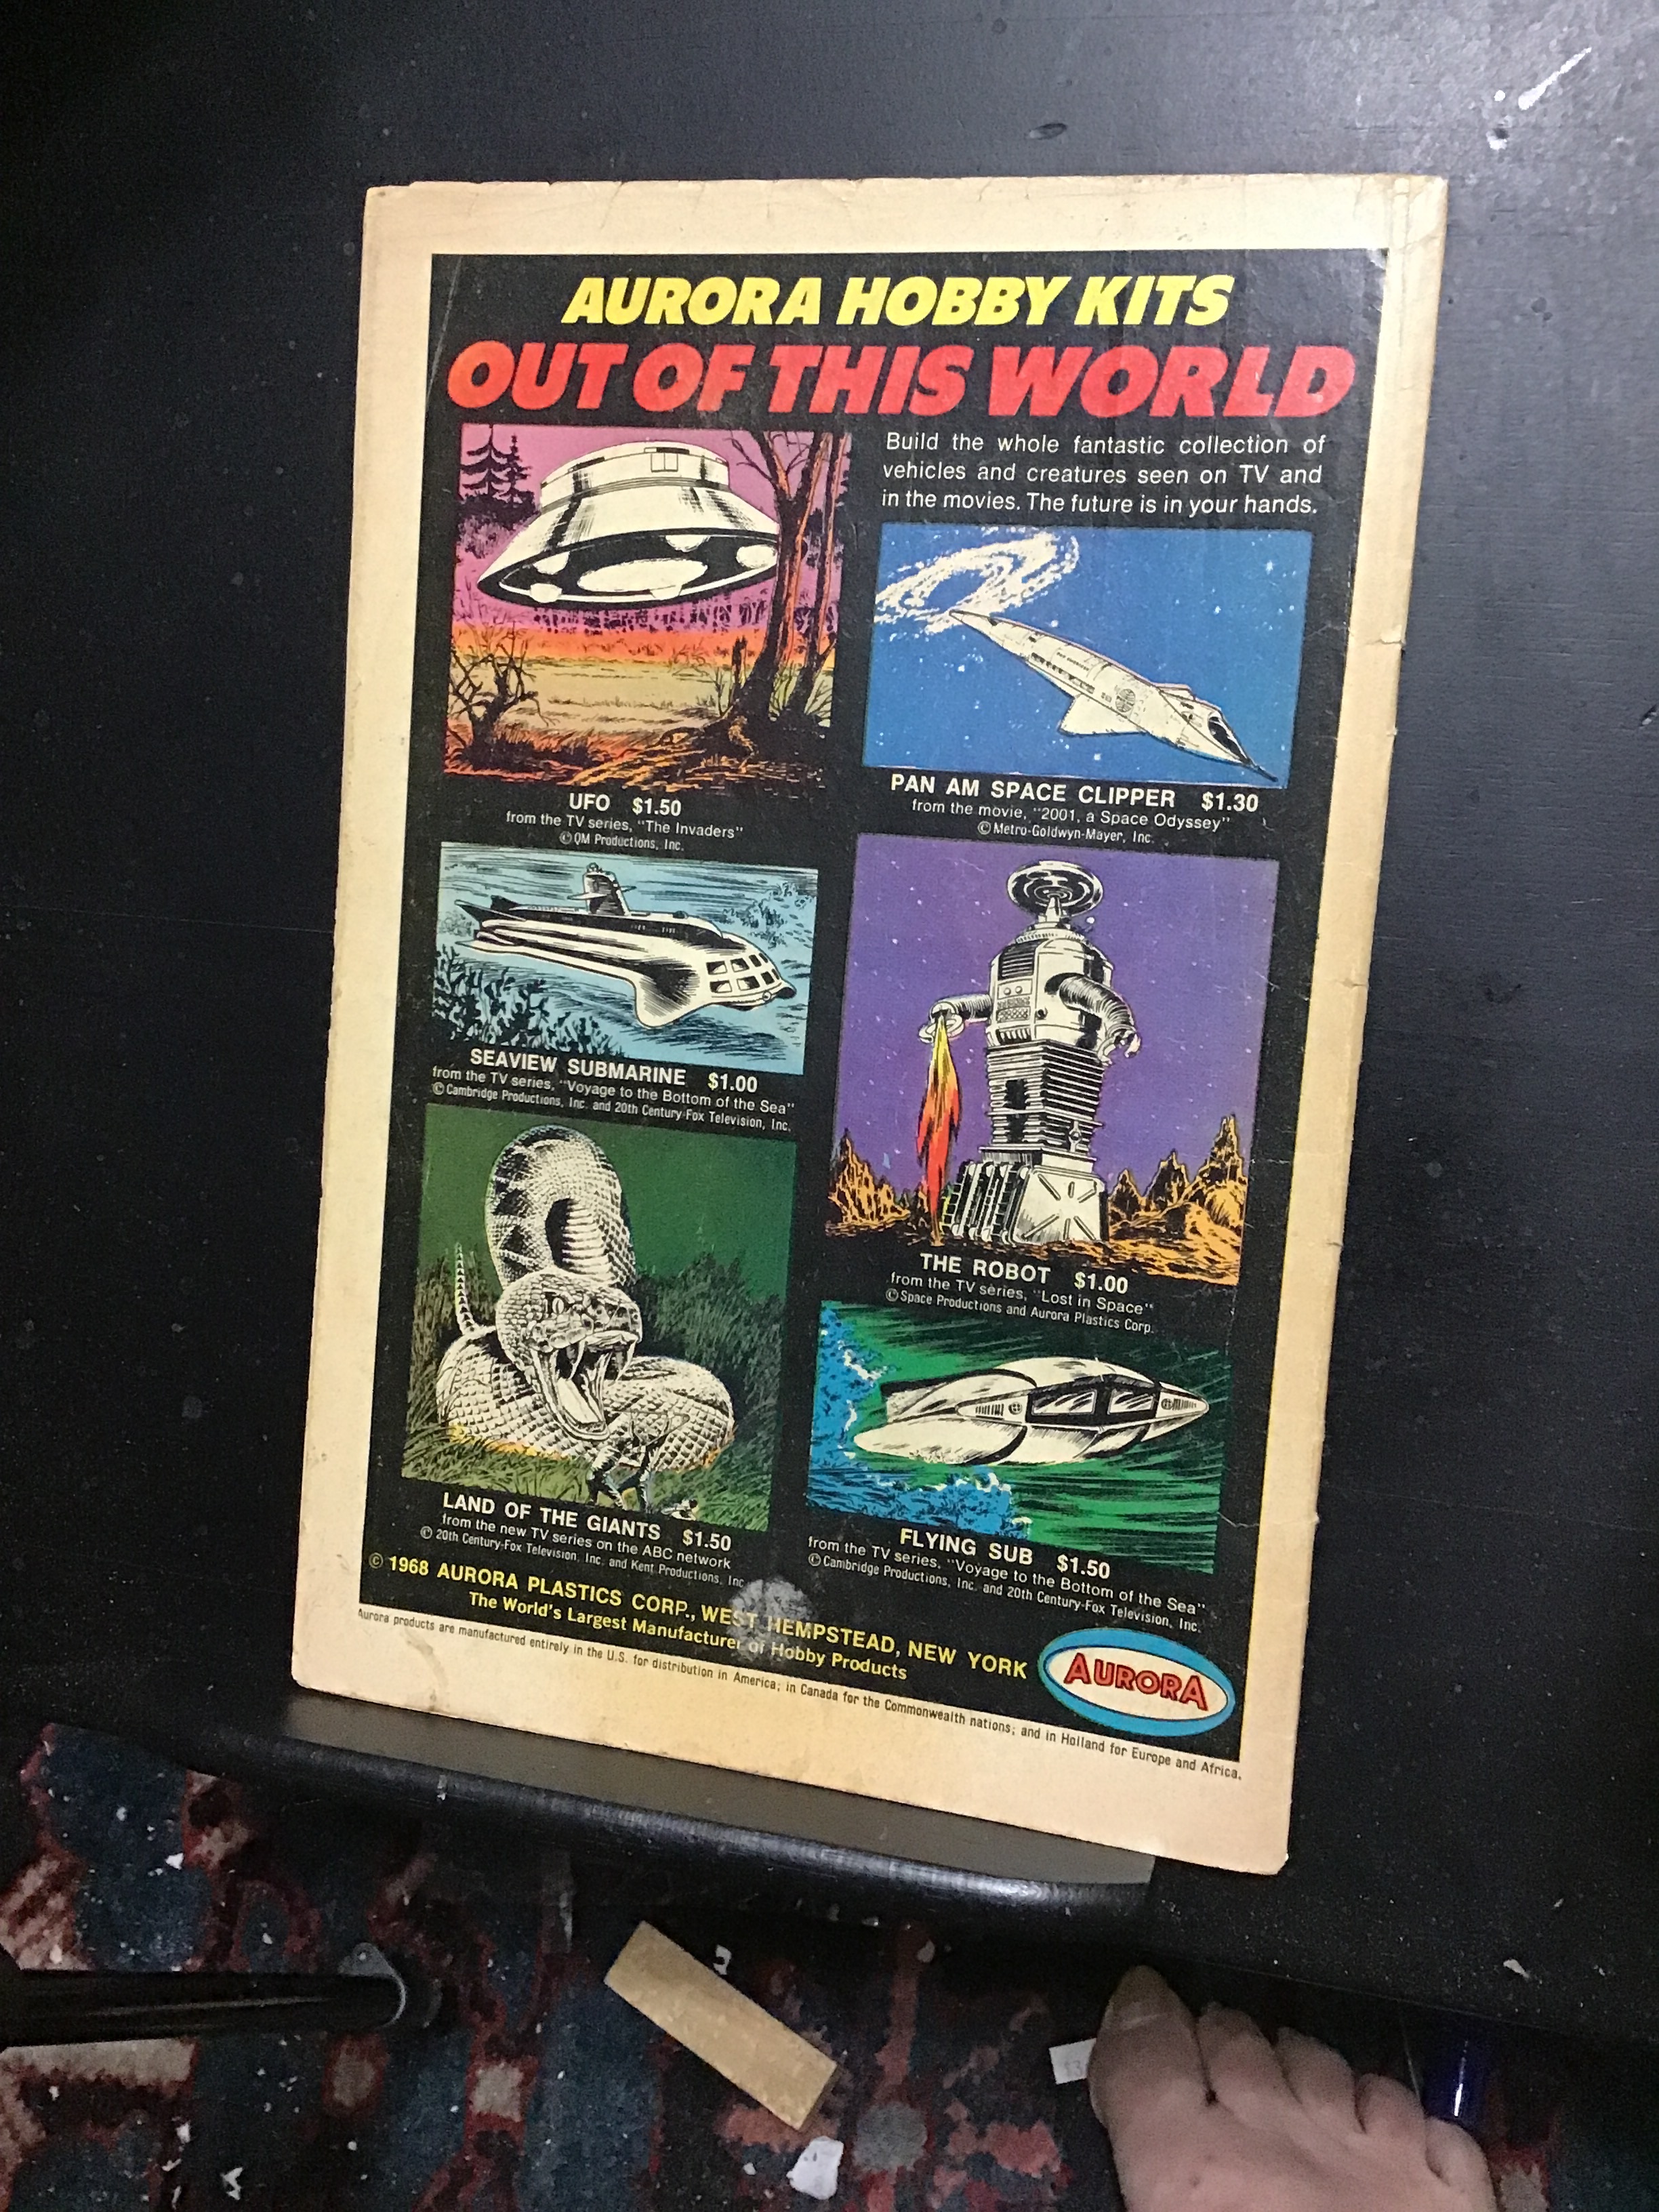 AURORA HOBBY KITS
OUT OF THIS WORLD
Build the whole fantastic collection of
vehicles and creatures seen on TV and
in the movies. The future is in your hands.
UFO $1.50
from the TV series, "The Invaders"
© QM Productions, Inc.
PAN AM SPACE CLIPPER $1.30
from the movie, "2001, a Space Odyssey"
© Metro-Goldwyn-Mayer, Inc.
SEAVIEW SUBMARINE $1.00
from the TV series, "Voyage to the Bottom of the Sea"
© Cambridge Productions, Inc. and 20th Century-Fox Television, Inc.
THE ROBOT $1.00
from the TV series, "Lost in Space"
© Space Productions and Aurora Plastics Corp.
LAND OF THE GIANTS $1.50
from the new TV series on the ABC network
© 20th Century-Fox Television, Inc. and Kent Productions, Inc.
FLYING SUB $1.50
from the TV series, "Voyage to the Bottom of the Sea"
© Cambridge Productions, Inc. and 20th Century-Fox Television, Inc.
© 1968 AURORA PLASTICS CORP., WEST HEMPSTEAD, NEW YORK
The World's Largest Manufacturer of Hobby Products
AURORA
Aurora products are manufactured entirely in the U.S. for distribution in America; in Canada for the Commonwealth nations; and in Holland for Europe and Africa.